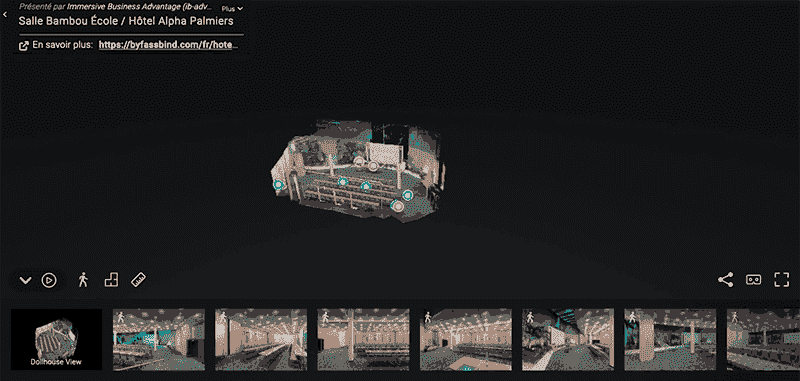 Présenté par Immersive Business Advantage (ib-adv...
Plus
Salle Bambou École / Hôtel Alpha Palmiers
En savoir plus: https://byfassbind.com/fr/hote...
Dollhouse View